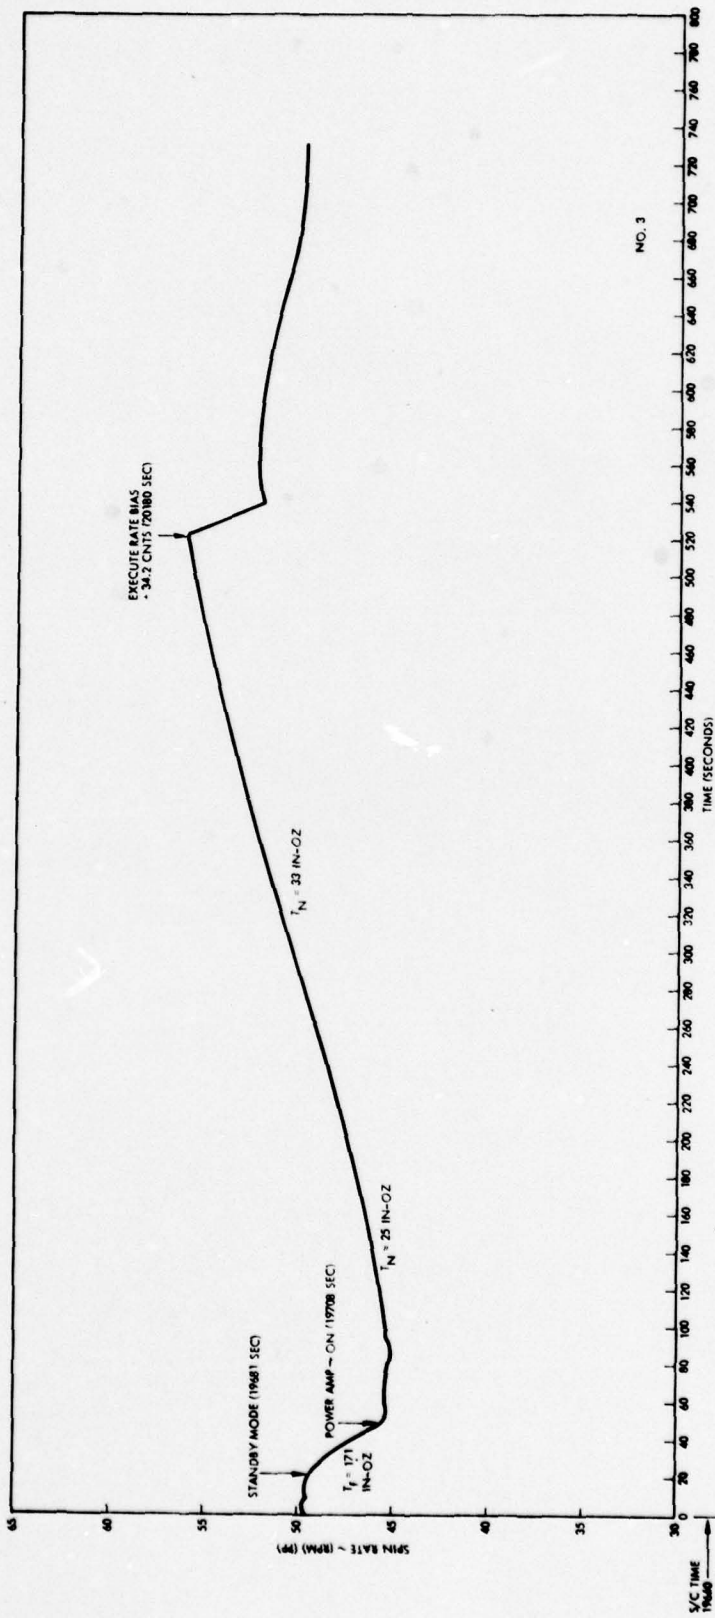 65
60
55
50
45
40
35
30
SPIN RATE ~ (RPM) (PP)
STANDBY MODE (19681 SEC)
T_F = 171
IN-OZ
POWER AMP ~ ON (19708 SEC)
T_N = 25 IN-OZ
T_N = 33 IN-OZ
EXECUTE RATE BIAS
34.2 CNTS (20180 SEC)
NO. 3
0 20 40 60 80 100 120 140 160 180 200 220 240 260 280 300 320 340 360 380 400 420 440 460 480 500 520 540 560 580 600 620 640 660 680 700 720 740 760 780 800
TIME (SECONDS)
S/C TIME
19660